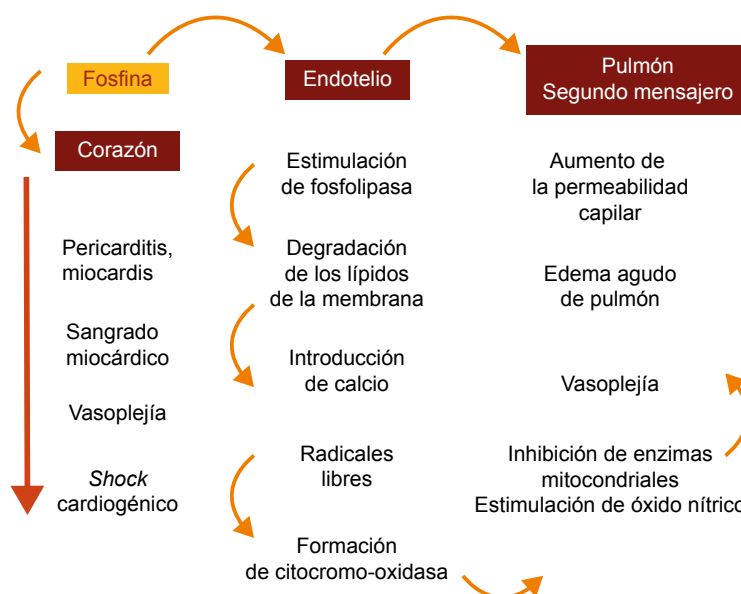 Fosfina
Corazón
Pericarditis,
miocardis
Sangrado
miocárdico
Vasoplejía
Shock
cardiogénico
Endotelio
Estimulación
de fosfolipasa
Degradación
de los lípidos
de la membrana
Introducción
de calcio
Radicales
libres
Formación
de citocromo-oxidasa
Pulmón
Segundo mensajero
Aumento de
la permeabilidad
capilar
Edema agudo
de pulmón
Vasoplejía
Inhibición de enzimas
mitocondriales
Estimulación de óxido nítrico